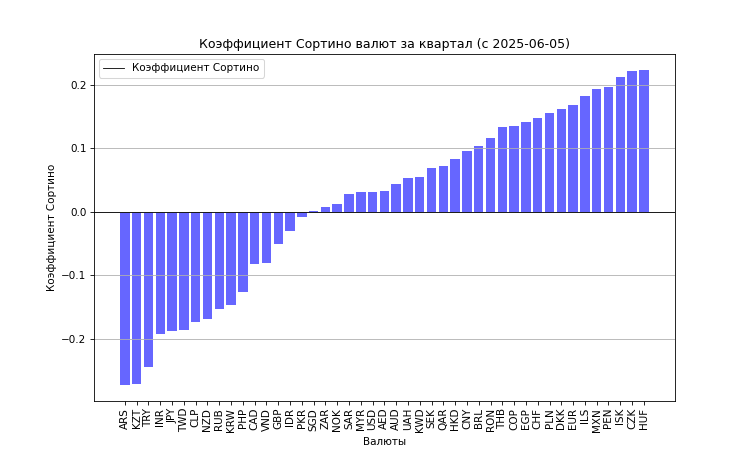 Коэффициент Сортино валют за квартал (с 2025-06-05)
Коэффициент Сортино
0.2
0.1
0.0
−0.1
−0.2
Коэффициент Сортино
ARS KZT TRY INR JPY TWD CLP NZD RUB KRW PHP CAD VND GBP IDR PKR SGD ZAR NOK SAR MYR USD AED AUD UAH KWD SEK QAR HKD CNY BRL RON THB COP EGP CHF PLN DKK EUR ILS MXN PEN ISK CZK HUF
Валюты